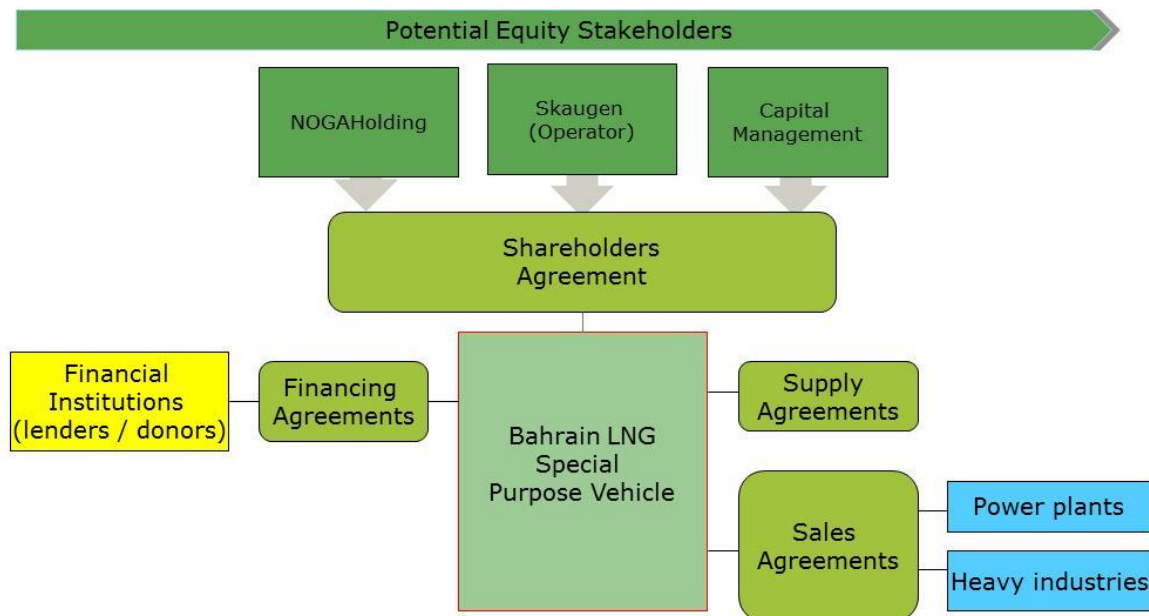 Potential Equity Stakeholders
NOGAHolding
Skaugen
(Operator)
Capital
Management
Shareholders
Agreement
Financial
Institutions
(lenders / donors)
Financing
Agreements
Bahrain LNG
Special
Purpose Vehicle
Supply
Agreements
Sales
Agreements
Power plants
Heavy industries